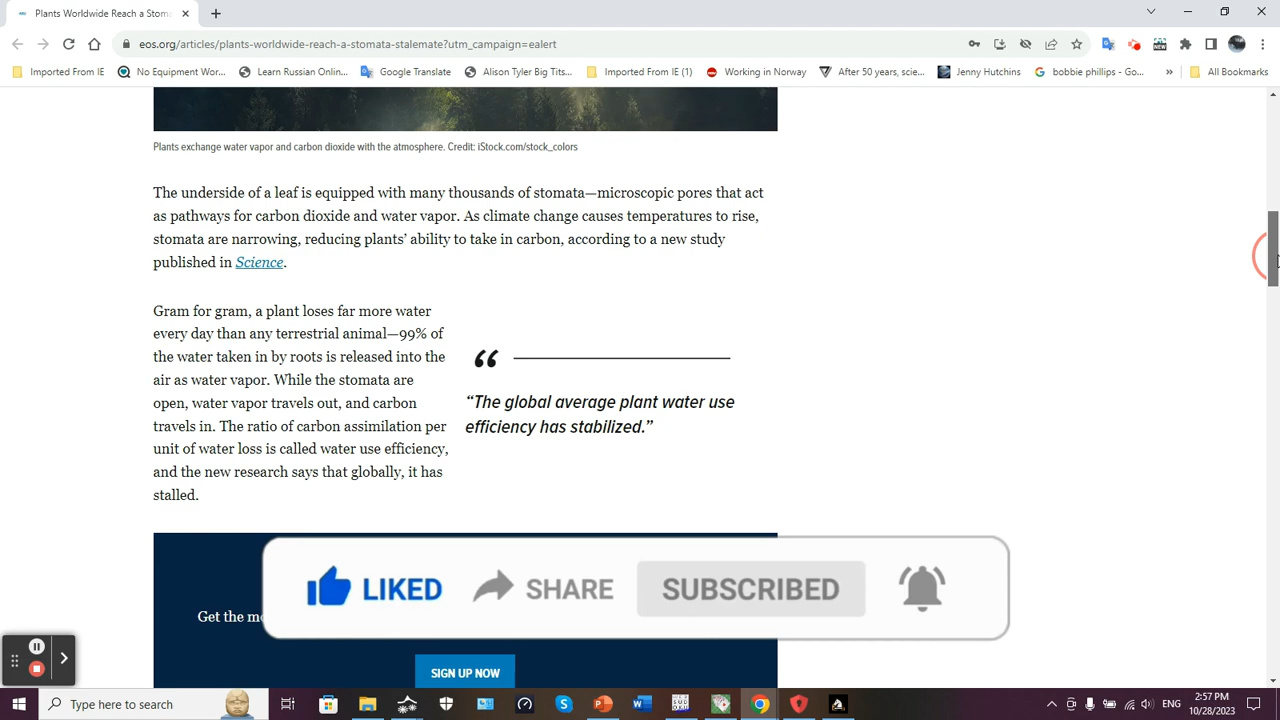 Plants Worldwide Reach a Stoma
eos.org/articles/plants-worldwide-reach-a-stomata-stalemate?utm_campaign=ealert
Imported From IE
No Equipment Wor...
Learn Russian Onlin...
Google Translate
Alison Tyler Big Tits...
Imported From IE (1)
Working in Norway
After 50 years, scie...
Jenny Hutchins
bobbie phillips - Go...
»
All Bookmarks
Plants exchange water vapor and carbon dioxide with the atmosphere. Credit: iStock.com/stock_colors
The underside of a leaf is equipped with many thousands of stomata—microscopic pores that act
as pathways for carbon dioxide and water vapor. As climate change causes temperatures to rise,
stomata are narrowing, reducing plants’ ability to take in carbon, according to a new study
published in Science.
Gram for gram, a plant loses far more water
every day than any terrestrial animal—99% of
the water taken in by roots is released into the
air as water vapor. While the stomata are
open, water vapor travels out, and carbon
travels in. The ratio of carbon assimilation per
unit of water loss is called water use efficiency,
and the new research says that globally, it has
stalled.
“
“The global average plant water use
efficiency has stabilized.”
Get the m
LIKED
SHARE
SUBSCRIBED
SIGN UP NOW
Type here to search
ENG
2:57 PM
10/28/2023